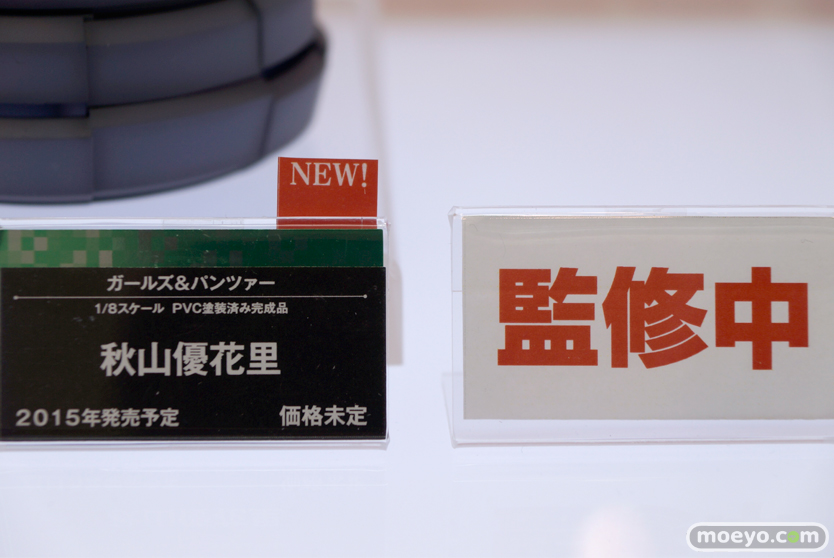 NEW!
ガールズ&パンツァー
1/8スケール PVC塗装済み完成品
秋山優花里
2015年発売予定 価格未定
監修中
moeyo.com